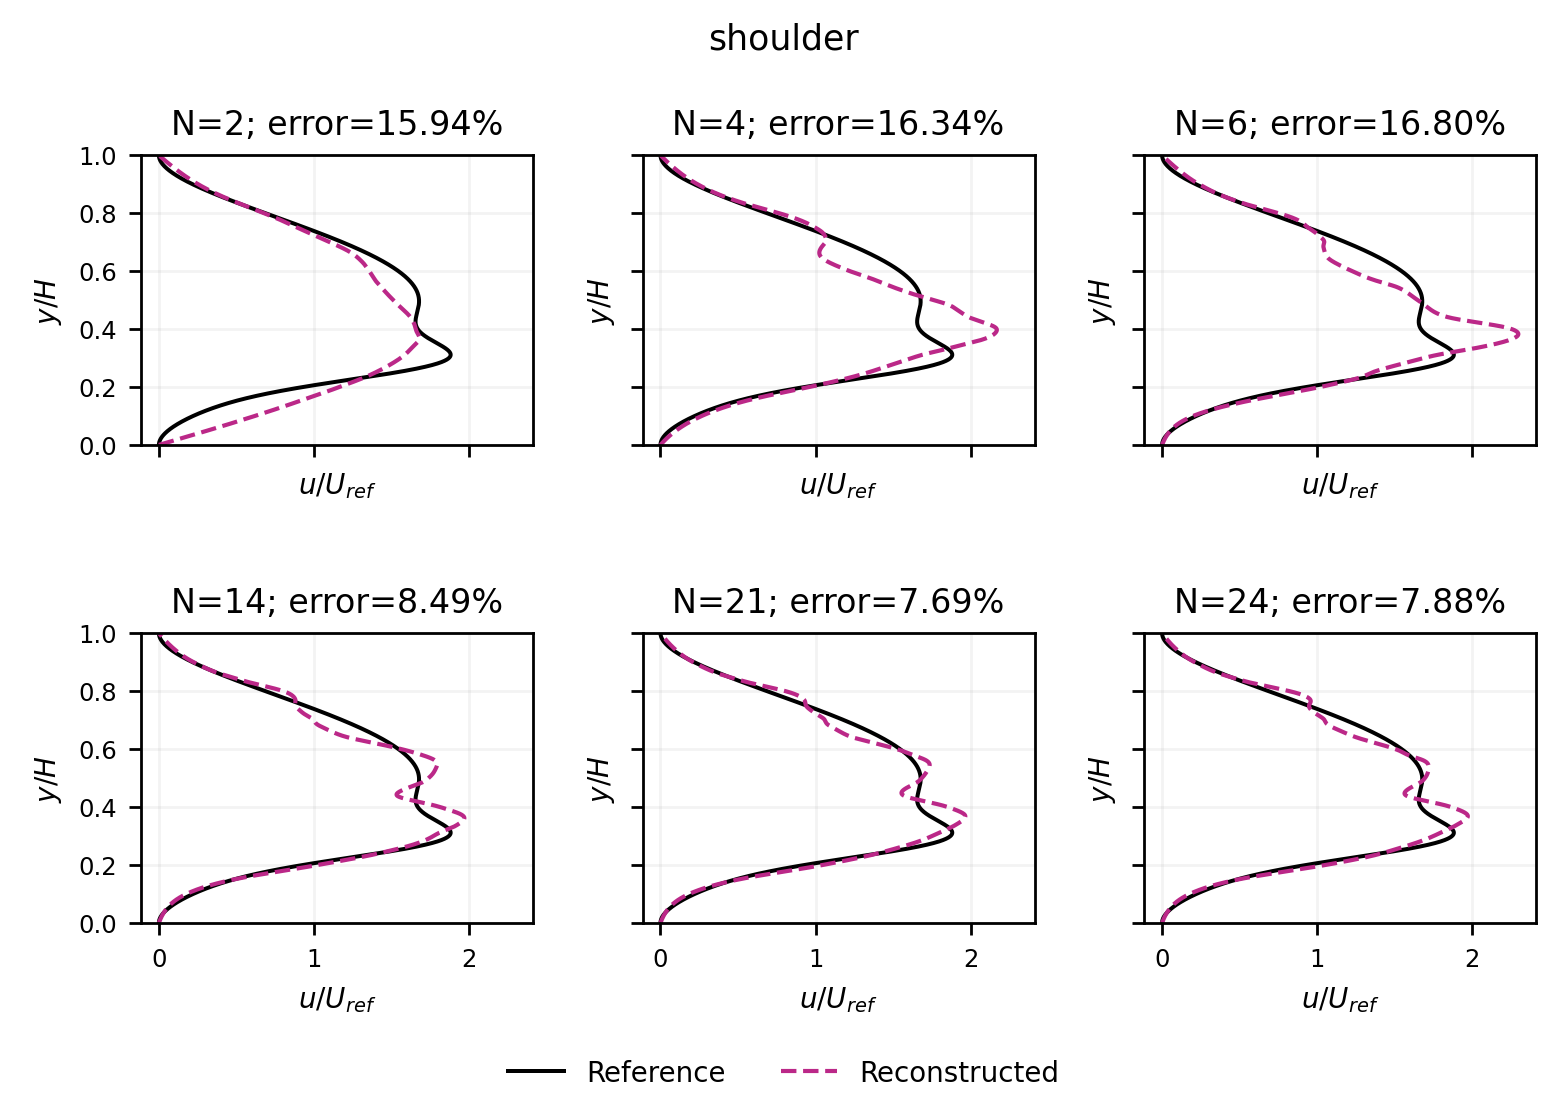 shoulder
N=2; error=15.94%
N=4; error=16.34%
N=6; error=16.80%
1.0
0.8
0.6
0.4
0.2
0.0
y/H
y/H
y/H
u/U_ref
u/U_ref
u/U_ref
N=14; error=8.49%
N=21; error=7.69%
N=24; error=7.88%
1.0
0.8
0.6
0.4
0.2
0.0
y/H
y/H
y/H
0 1 2
0 1 2
0 1 2
u/U_ref
u/U_ref
u/U_ref
Reference
Reconstructed